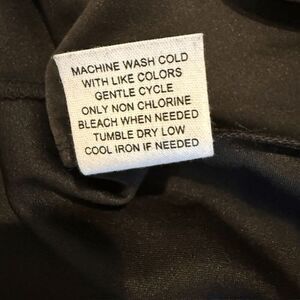 MACHINE WASH COLD
WITH LIKE COLORS
GENTLE CYCLE
ONLY NON CHLORINE
BLEACH WHEN NEEDED
TUMBLE DRY LOW
COOL IRON IF NEEDED